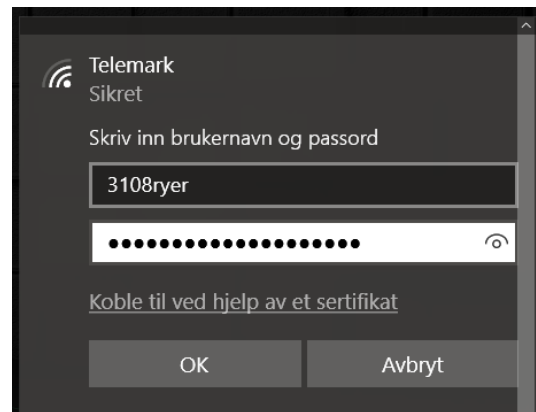 Telemark
Sikret
Skriv inn brukernavn og passord
3108ryer
●●●●●●●●●●●●●●●●●●●●
Koble til ved hjelp av et sertifikat
OK
Avbryt